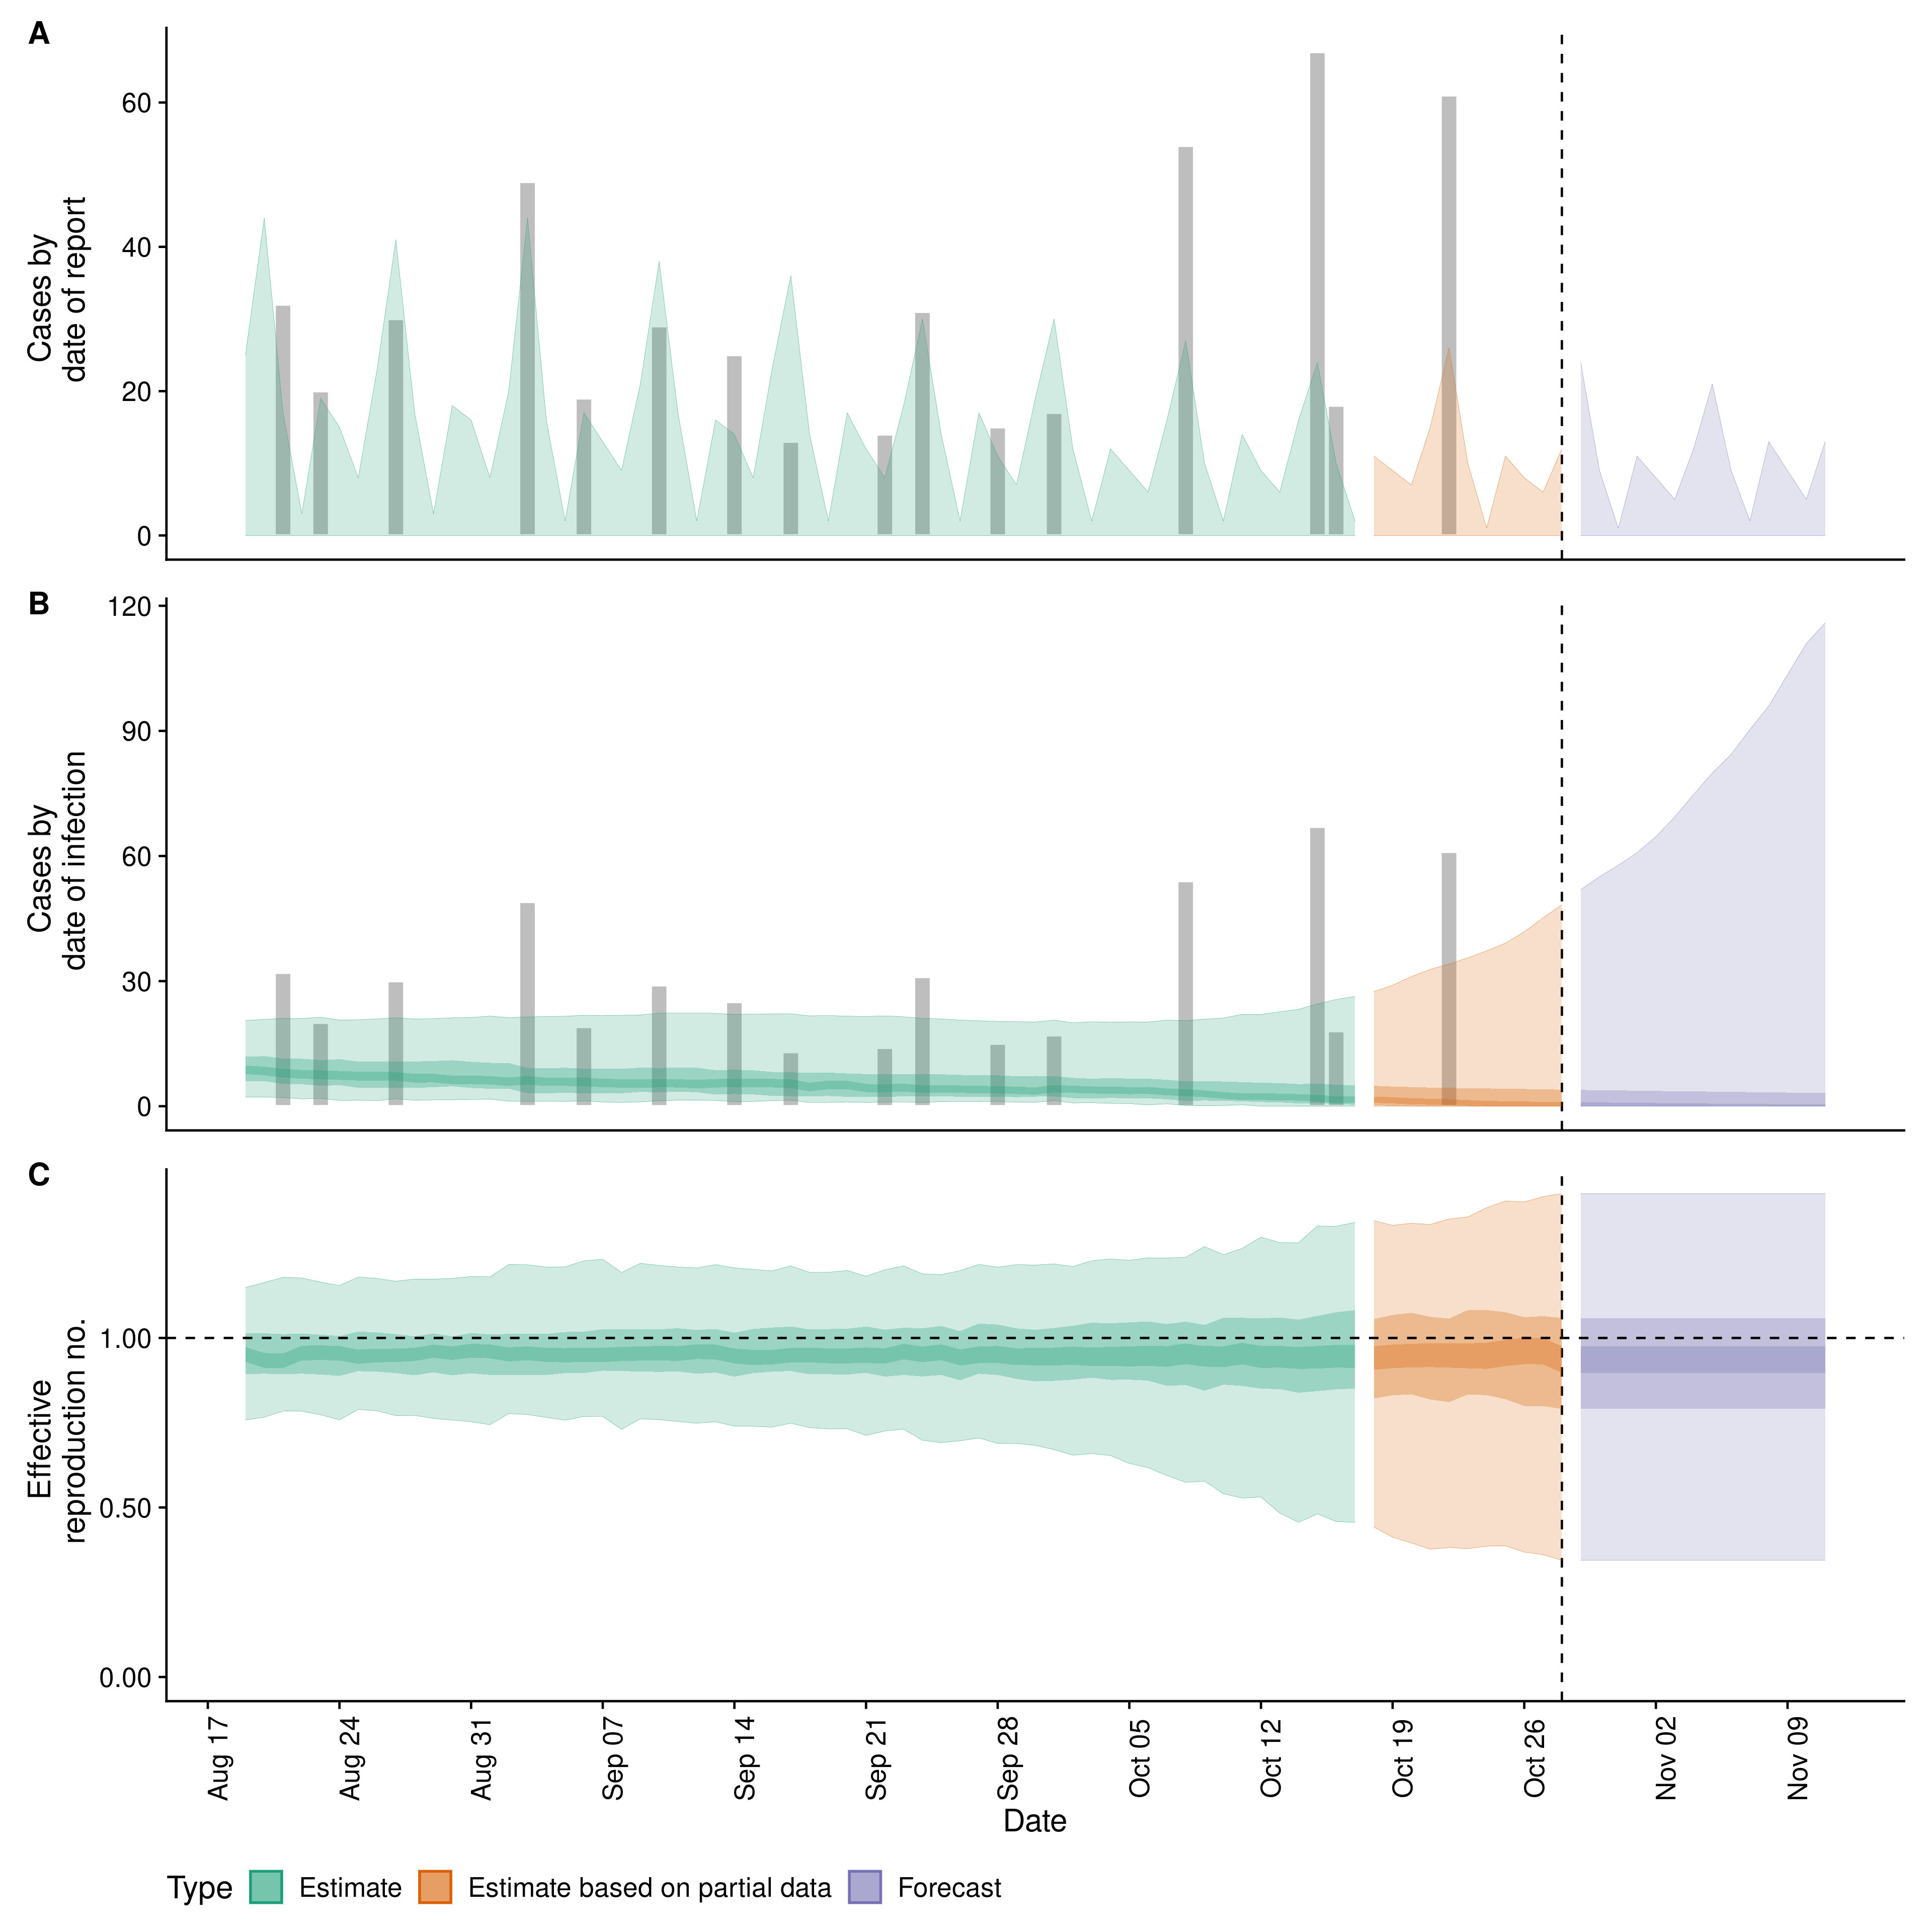 A
Cases by
date of report
60
40
20
0
B
Cases by
date of infection
120
90
60
30
0
C
Effective
reproduction no.
1.00
0.50
0.00
Aug 17
Aug 24
Aug 31
Sep 07
Sep 14
Sep 21
Sep 28
Oct 05
Oct 12
Oct 19
Oct 26
Nov 02
Nov 09
Date
Type Estimate Estimate based on partial data Forecast